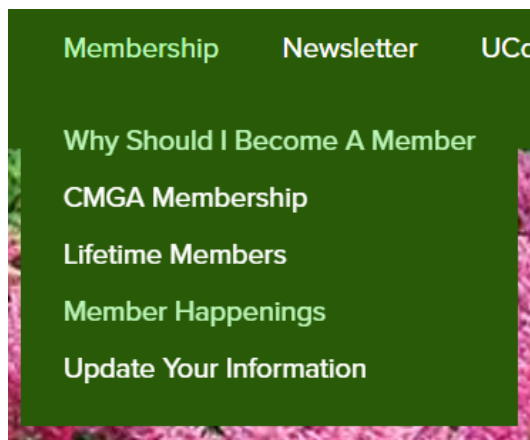 Membership Newsletter
Why Should I Become A Member
CMGA Membership
Lifetime Members
Member Happenings
Update Your Information